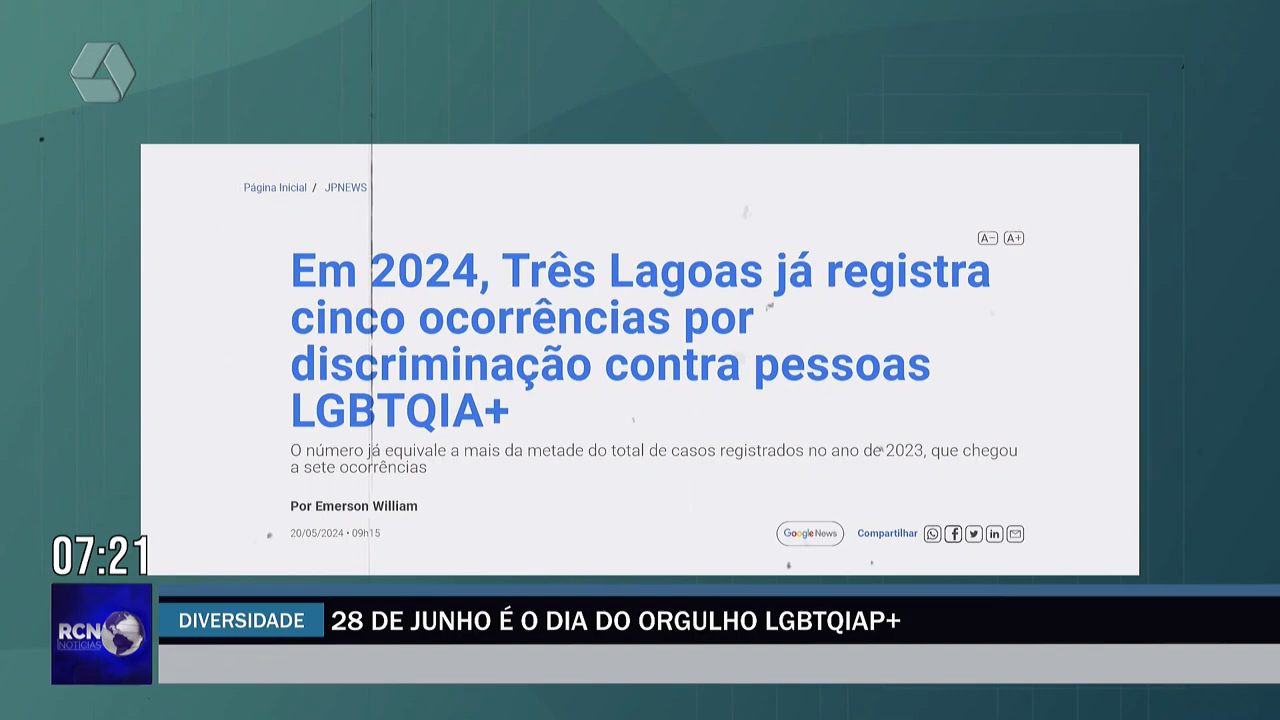 Página Inicial / JPNEWS
A- A+
Em 2024, Três Lagoas já registra
cinco ocorrências por
discriminação contra pessoas
LGBTQIA+
O número já equivale a mais da metade do total de casos registrados no ano de 2023, que chegou
a sete ocorrências
Por Emerson William
20/05/2024 • 09h15
Google News Compartilhar
07:21
RCN
NOTÍCIAS
DIVERSIDADE
28 DE JUNHO É O DIA DO ORGULHO LGBTQIAP+